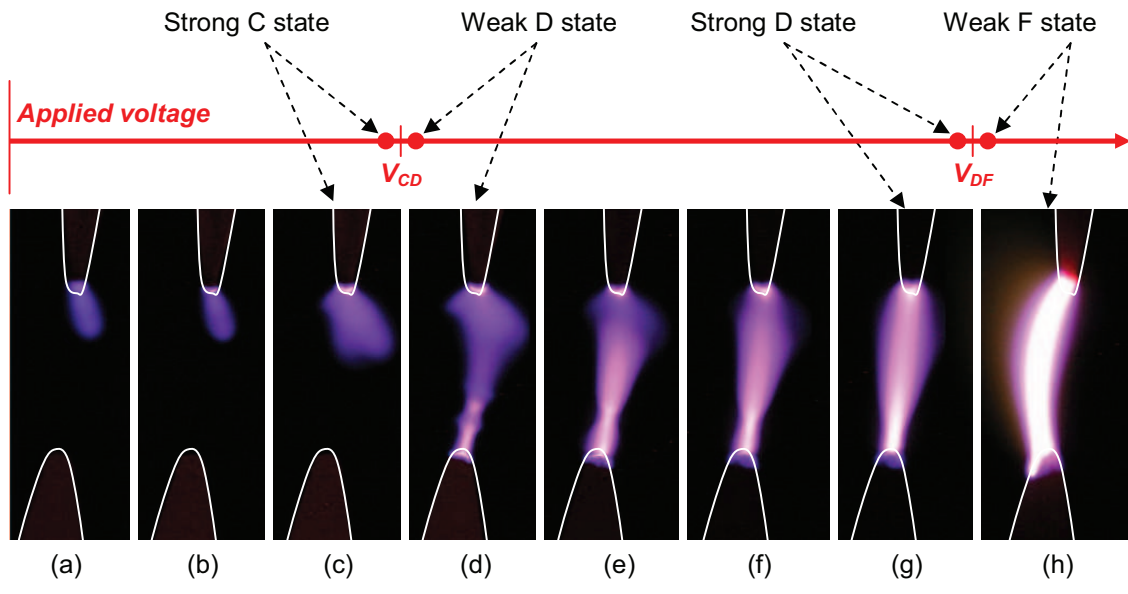 Strong C state
Weak D state
Strong D state
Weak F state
Applied voltage
V_CD
V_DF
(a)
(b)
(c)
(d)
(e)
(f)
(g)
(h)